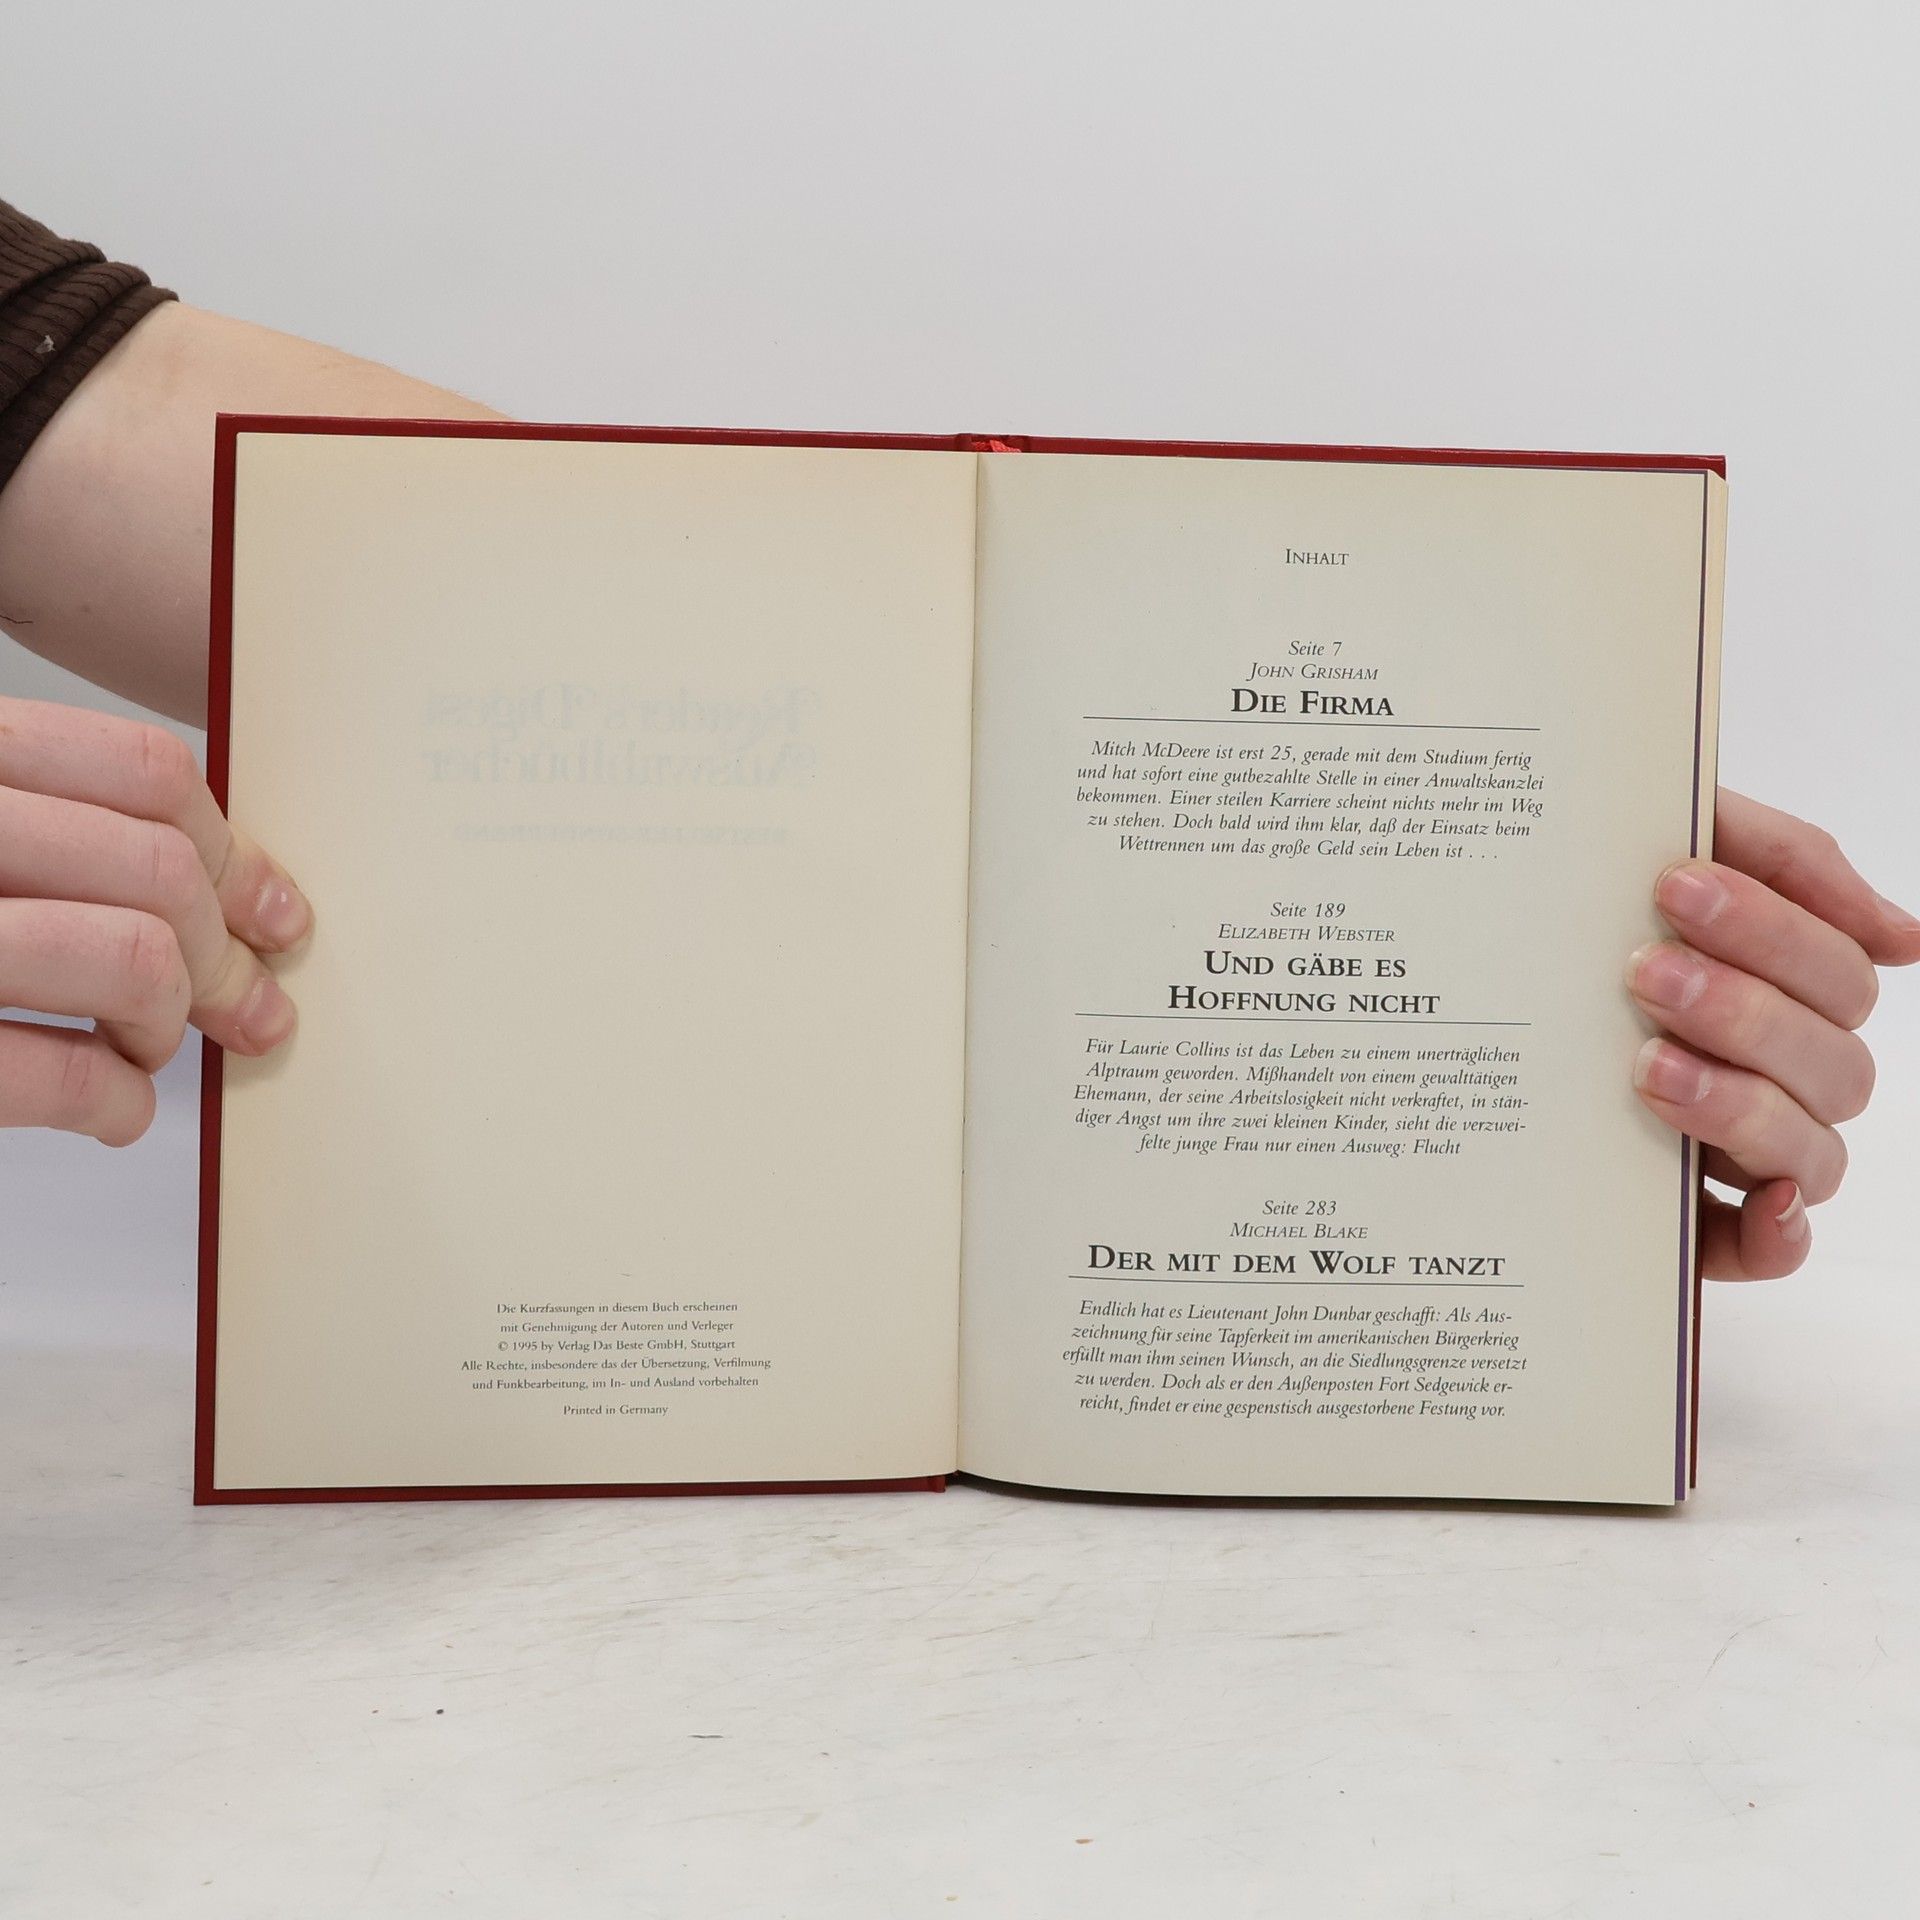 Die Kurzfassungen in diesem Buch erscheinen
mit Genehmigung der Autoren und Verleger
© 1995 by Verlag Das Beste GmbH, Stuttgart
Alle Rechte, insbesondere das der Übersetzung, Verfilmung
und Funkbearbeitung, im In- und Ausland vorbehalten
Printed in Germany
INHALT
Seite 7
JOHN GRISHAM
DIE FIRMA
Mitch McDeere ist erst 25, gerade mit dem Studium fertig
und hat sofort eine gutbezahlte Stelle in einer Anwaltskanzlei
bekommen. Einer steilen Karriere scheint nichts mehr im Weg
zu stehen. Doch bald wird ihm klar, daß der Einsatz beim
Wettrennen um das große Geld sein Leben ist . . .
Seite 189
ELIZABETH WEBSTER
UND GÄBE ES
HOFFNUNG NICHT
Für Laurie Collins ist das Leben zu einem unerträglichen
Alptraum geworden. Mißhandelt von einem gewalttätigen
Ehemann, der seine Arbeitslosigkeit nicht verkraftet, in stän-
diger Angst um ihre zwei kleinen Kinder, sieht die verzwei-
felte junge Frau nur einen Ausweg: Flucht
Seite 283
MICHAEL BLAKE
DER MIT DEM WOLF TANZT
Endlich hat es Lieutenant John Dunbar geschafft: Als Aus-
zeichnung für seine Tapferkeit im amerikanischen Bürgerkrieg
erfüllt man ihm seinen Wunsch, an die Siedlungsgrenze versetzt
zu werden. Doch als er den Außenposten Fort Sedgewick er-
reicht, findet er eine gespenstisch ausgestorbene Festung vor.